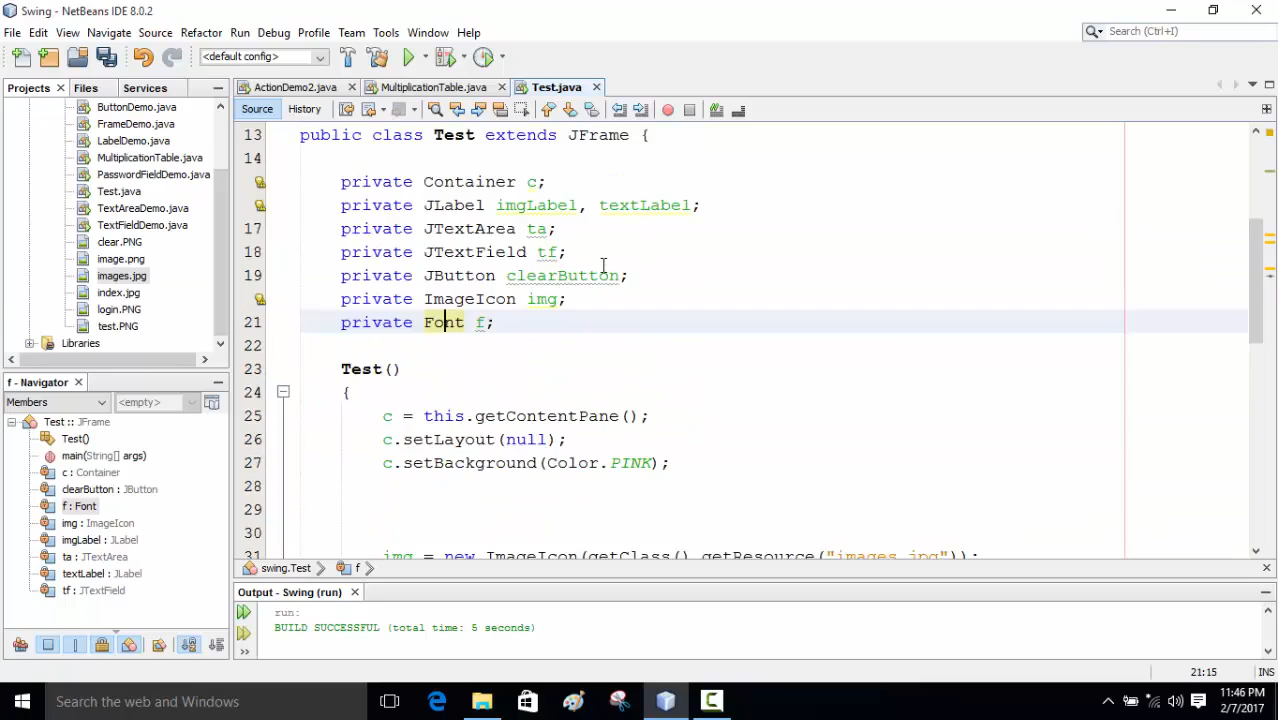 Swing - NetBeans IDE 8.0.2
File Edit View Navigate Source Refactor Run Debug Profile Team Tools Window Help
Search (Ctrl+I)
<default config>
Projects Files Services
ActionDemo2.java MultiplicationTable.java Test.java
Source History
ButtonDemo.java
FrameDemo.java
LabelDemo.java
MultiplicationTable.java
PasswordFieldDemo.java
Test.java
TextAreaDemo.java
TextFieldDemo.java
clear.PNG
image.png
images.jpg
index.jpg
login.PNG
test.PNG
Libraries
f - Navigator
Members <empty>
Test :: JFrame
Test()
main(String[] args)
c : Container
clearButton : JButton
f : Font
img : ImageIcon
imgLabel : JLabel
ta : JTextArea
textLabel : JLabel
tf : JTextField
13 public class Test extends JFrame {
14
private Container c;
private JLabel imgLabel, textLabel;
17 private JTextArea ta;
18 private JTextField tf;
19 private JButton clearButton;
private ImageIcon img;
21 private Font f;
22
23 Test()
24 {
25 c = this.getContentPane();
26 c.setLayout(null);
27 c.setBackground(Color.PINK);
28
29
30
31 img = new ImageIcon(getClass().getResource("images.jpg"));
swing.Test f
Output - Swing (run)
run:
BUILD SUCCESSFUL (total time: 5 seconds)
21:15 INS
Search the web and Windows
11:46 PM
2/7/2017